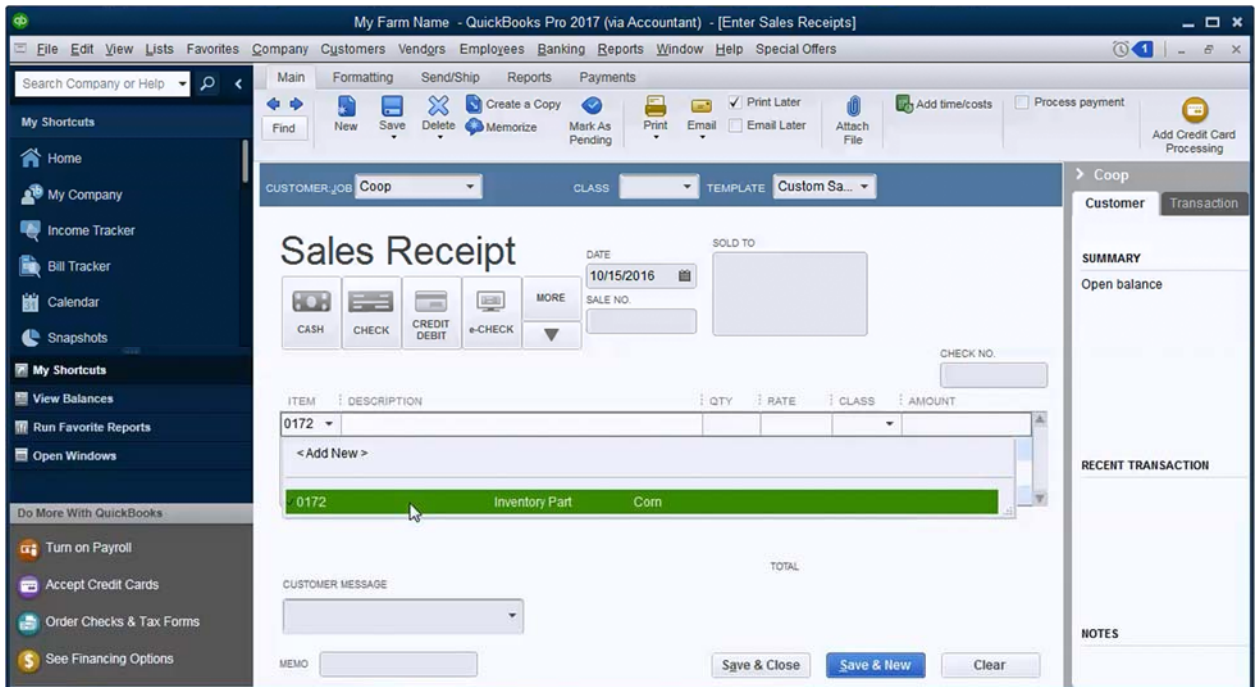 qb
My Farm Name - QuickBooks Pro 2017 (via Accountant) - [Enter Sales Receipts]
File Edit View Lists Favorites Company Customers Vendors Employees Banking Reports Window Help Special Offers
1
Search Company or Help
Main Formatting Send/Ship Reports Payments
My Shortcuts
Home
My Company
Income Tracker
Bill Tracker
Calendar
Snapshots
My Shortcuts
View Balances
Run Favorite Reports
Open Windows
Do More With QuickBooks
Turn on Payroll
Accept Credit Cards
Order Checks & Tax Forms
See Financing Options
Find
New
Save
Delete
Create a Copy
Memorize
Mark As
Pending
Print
Email
Print Later
Email Later
Attach
File
Add time/costs
Process payment
Add Credit Card
Processing
CUSTOMER:JOB Coop CLASS TEMPLATE Custom Sa...
Sales Receipt
DATE
10/15/2016
SALE NO.
SOLD TO
CASH
CHECK
CREDIT
DEBIT
e-CHECK
MORE
CHECK NO.
ITEM DESCRIPTION QTY RATE CLASS AMOUNT
0172
< Add New >
0172 Inventory Part Corn
TOTAL
CUSTOMER MESSAGE
MEMO
Save & Close Save & New Clear
Coop
Customer Transaction
SUMMARY
Open balance
RECENT TRANSACTION
NOTES